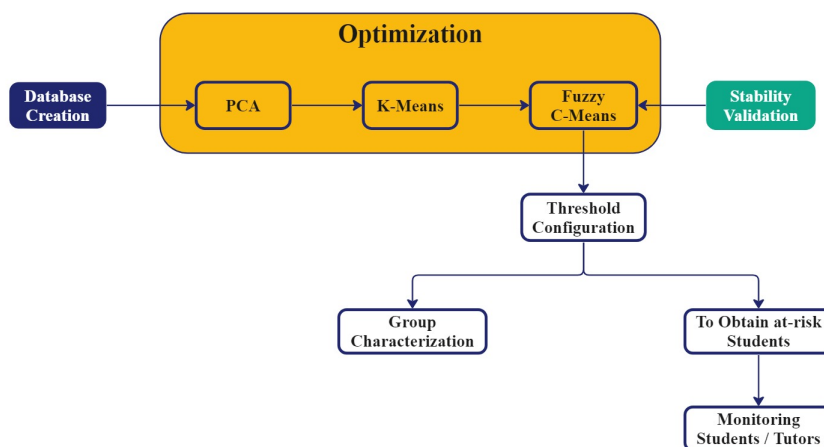 Optimization
Database
Creation
PCA
K-Means
Fuzzy
C-Means
Stability
Validation
Threshold
Configuration
Group
Characterization
To Obtain at-risk
Students
Monitoring
Students / Tutors